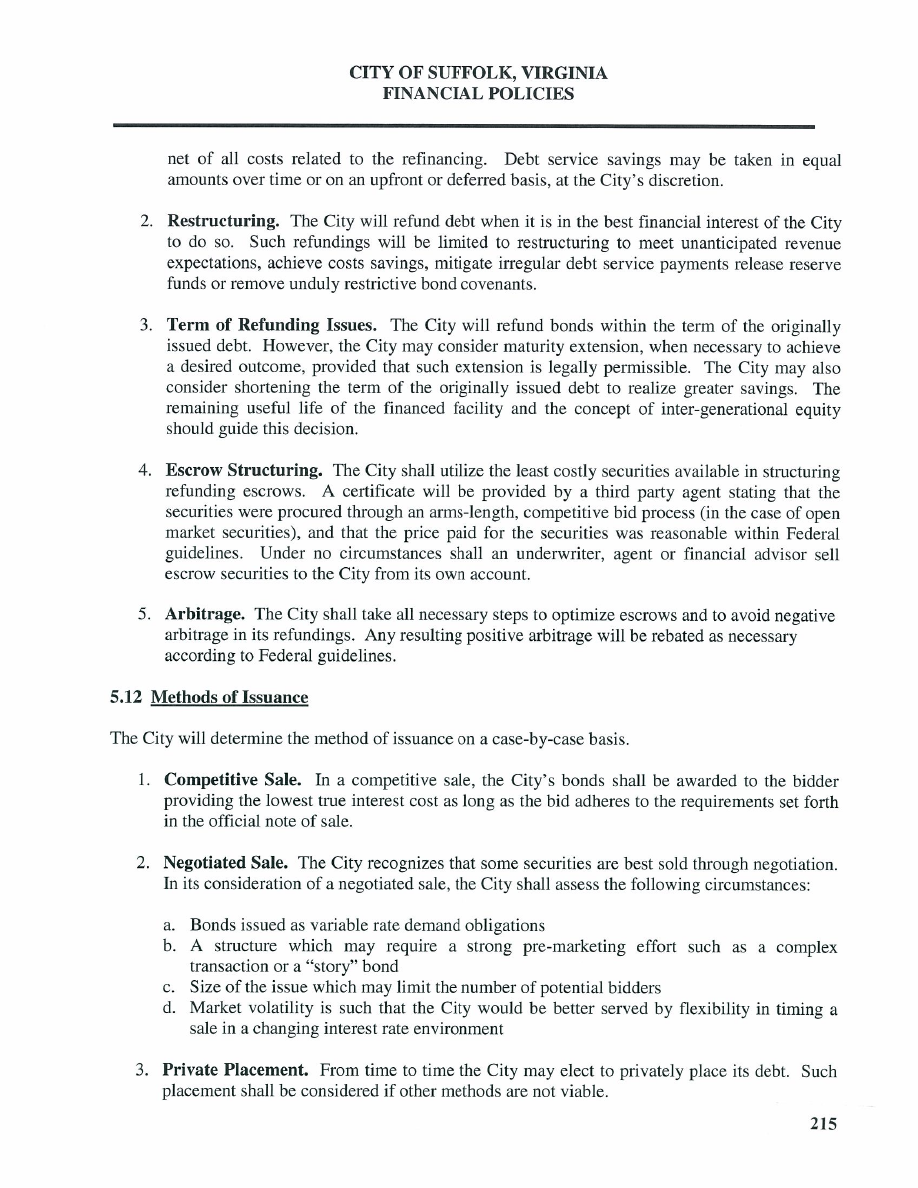 CITY OF SUFFOLK, VIRGINIA
FINANCIAL POLICIES
net of all costs related to the refinancing. Debt service savings may be taken in equal
amounts over time or on an upfront or deferred basis, at the City's discretion.
2. Restructuring. The City will refund debt when it is in the best financial interest of the City
to do so. Such refundings will be limited to restructuring to meet unanticipated revenue
expectations, achieve costs savings, mitigate irregular debt service payments release reserve
funds or remove unduly restrictive bond covenants.
3. Term of Refunding Issues. The City will refund bonds within the term of the originally
issued debt. However, the City may consider maturity extension, when necessary to achieve
a desired outcome, provided that such extension is legally permissible. The City may also
consider shortening the term of the originally issued debt to realize greater savings. The
remaining useful life of the financed facility and the concept of inter-generational equity
should guide this decision.
4. Escrow Structuring. The City shall utilize the least costly securities available in structuring
refunding escrows. A certificate will be provided by a third party agent stating that the
securities were procured through an arms-length, competitive bid process (in the case of open
market securities), and that the price paid for the securities was reasonable within Federal
guidelines. Under no circumstances shall an underwriter, agent or financial advisor sell
escrow securities to the City from its own account.
5. Arbitrage. The City shall take all necessary steps to optimize escrows and to avoid negative
arbitrage in its refundings. Any resulting positive arbitrage will be rebated as necessary
according to Federal guidelines.
5.12 Methods of Issuance
The City will determine the method of issuance on a case-by-case basis.
1. Competitive Sale. In a competitive sale, the City's bonds shall be awarded to the bidder
providing the lowest true interest cost as long as the bid adheres to the requirements set forth
in the official note of sale.
2. Negotiated Sale. The City recognizes that some securities are best sold through negotiation.
In its consideration of a negotiated sale, the City shall assess the following circumstances:
a. Bonds issued as variable rate demand obligations
b. A structure which may require a strong pre-marketing effort such as a complex
transaction or a "story" bond
c. Size of the issue which may limit the number of potential bidders
d. Market volatility is such that the City would be better served by flexibility in timing a
sale in a changing interest rate environment
3. Private Placement. From time to time the City may elect to privately place its debt. Such
placement shall be considered if other methods are not viable.
215